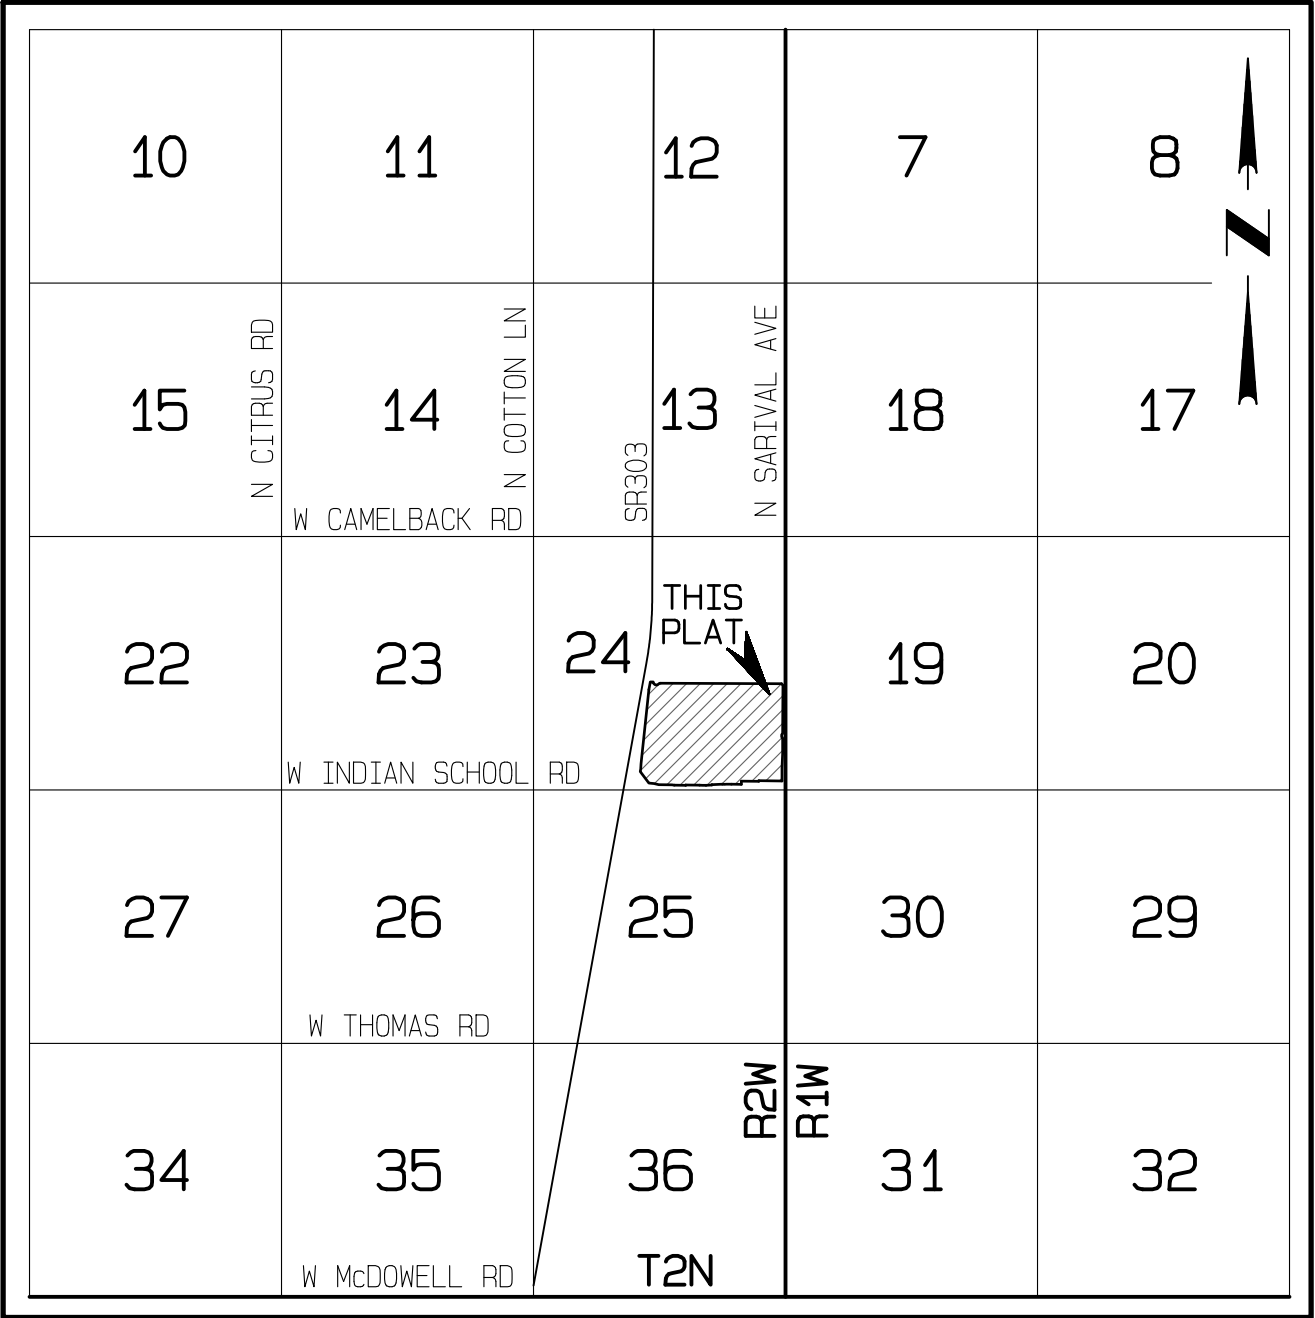 10 11 12 7 8
N
N CITRUS RD
N COTTON LN
SR303
N SARIVAL AVE
15 14 13 18 17
W CAMELBACK RD
THIS
PLAT
22 23 24 19 20
W INDIAN SCHOOL RD
27 26 25 30 29
W THOMAS RD
R2W
R1W
34 35 36 31 32
T2N
W McDOWELL RD